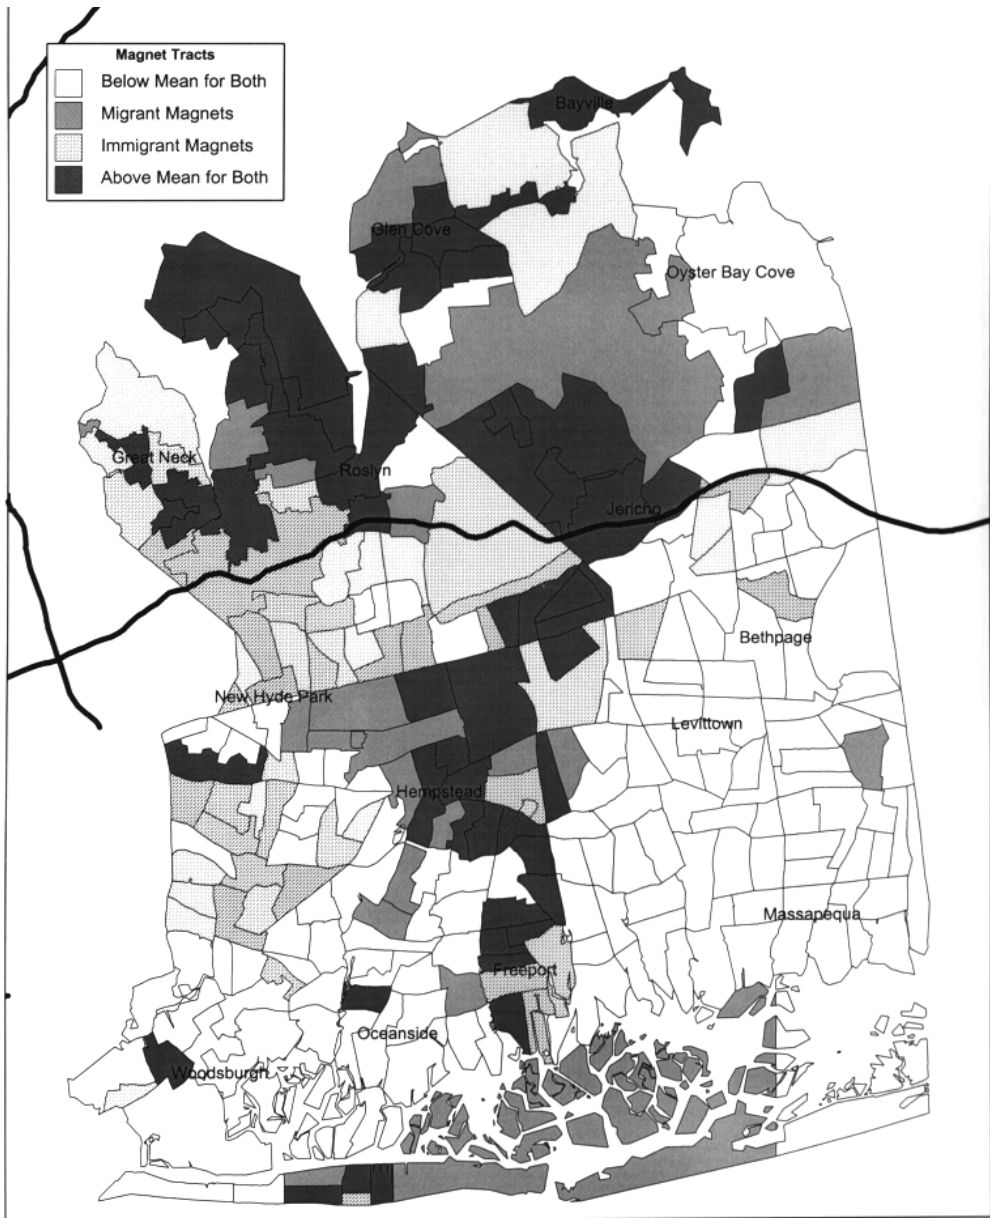 Magnet Tracts
Below Mean for Both
Migrant Magnets
Immigrant Magnets
Above Mean for Both
Bayville
Glen Cove
Oyster Bay Cove
Great Neck
Roslyn
Jericho
Bethpage
New Hyde Park
Levittown
Hempstead
Massapequa
Freeport
Oceanside
Woodsburgh